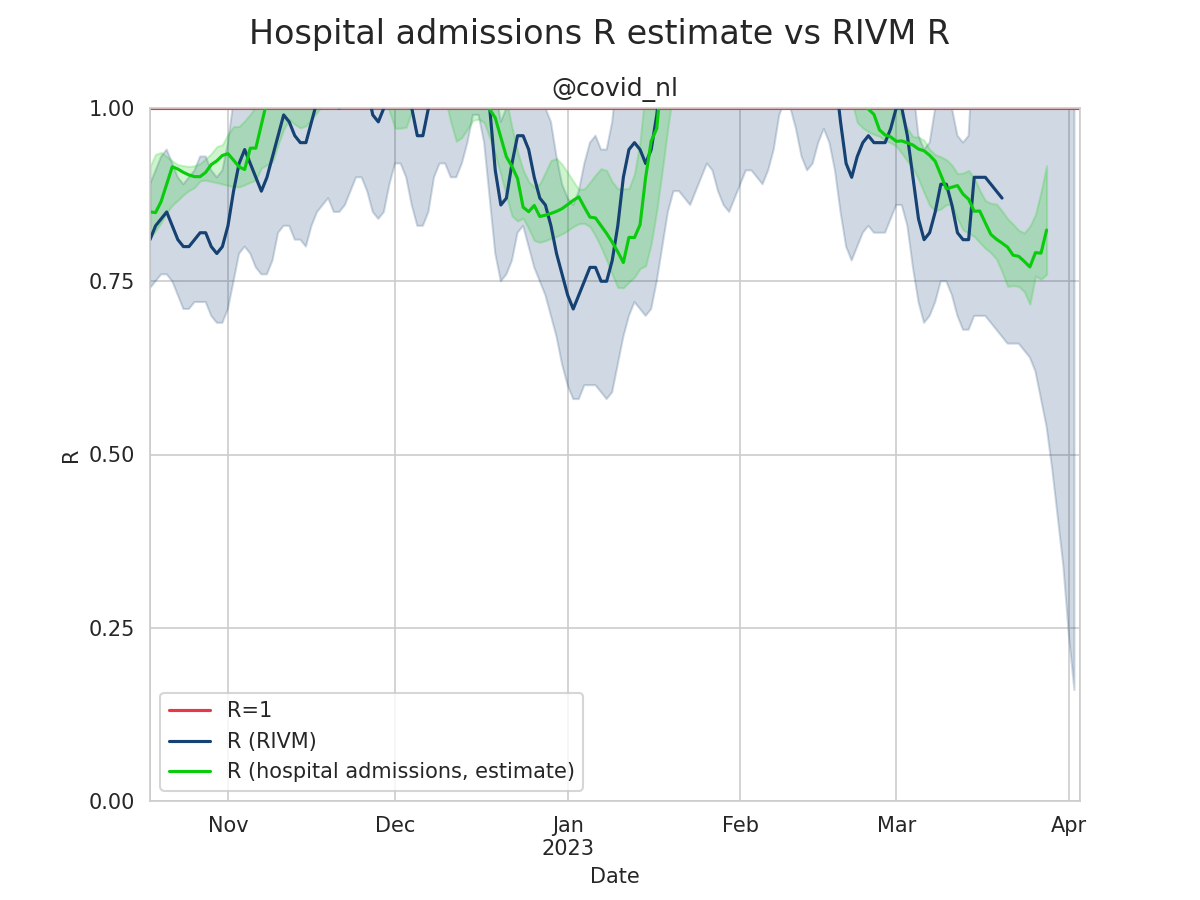 Hospital admissions R estimate vs RIVM R
@covid_nl
1.00
0.75
0.50
0.25
0.00
R
R=1
R (RIVM)
R (hospital admissions, estimate)
Nov Dec Jan Feb Mar Apr
2023
Date